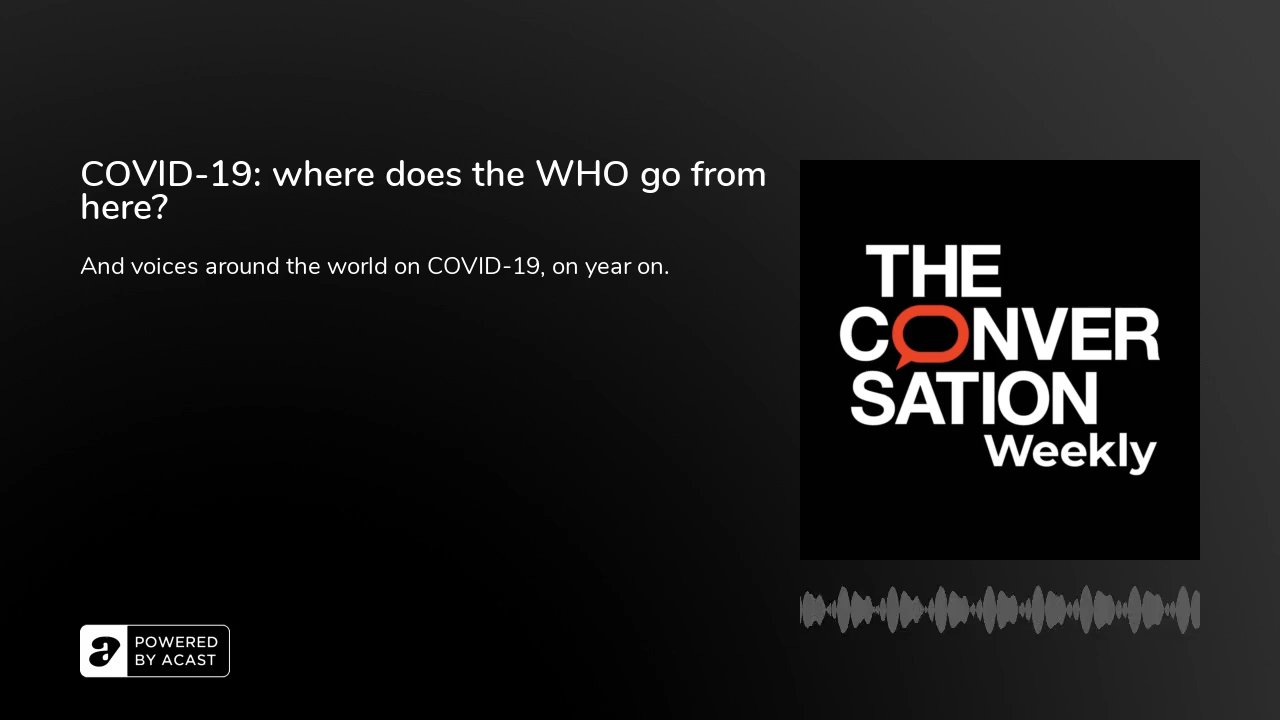 COVID-19: where does the WHO go from
here?
And voices around the world on COVID-19, on year on.
THE
CONVER
SATION
Weekly
a POWERED
BY ACAST